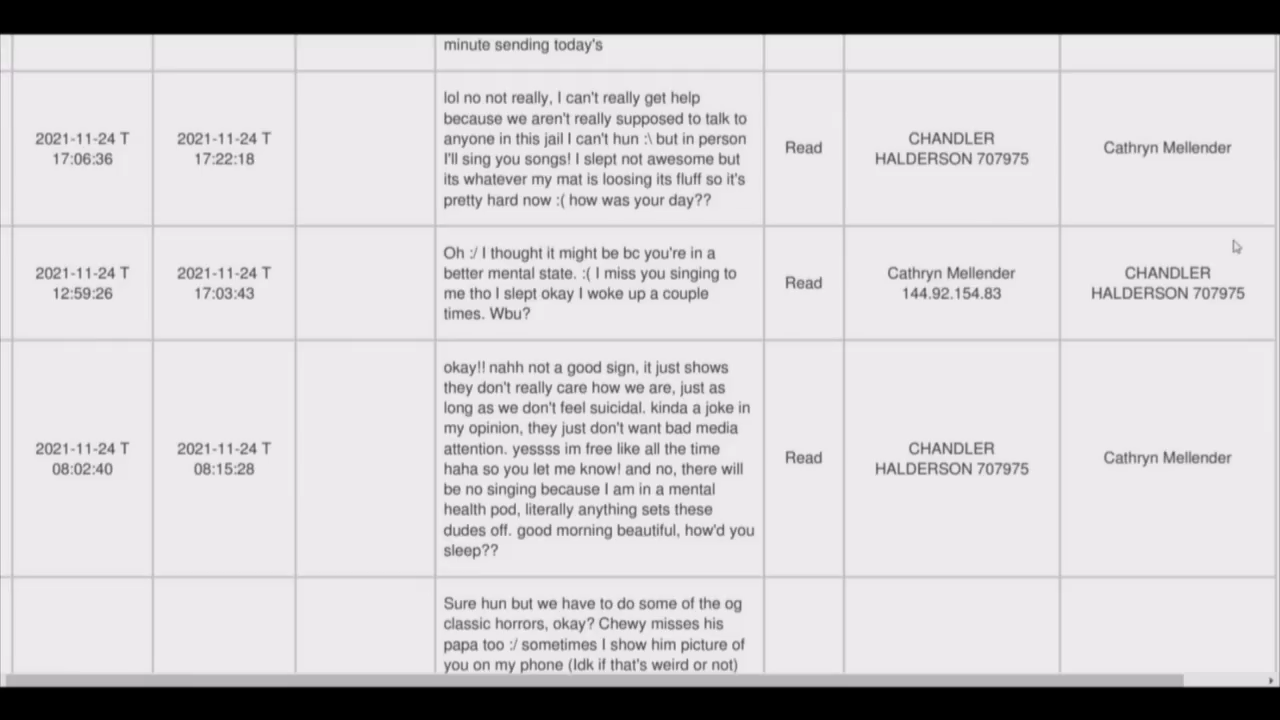 minute sending today's
lol no not really, I can't really get help
because we aren't really supposed to talk to
anyone in this jail I can't hun :\ but in person
I'll sing you songs! I slept not awesome but
its whatever my mat is loosing its fluff so it's
pretty hard now :( how was your day??
2021-11-24 T
17:06:36
2021-11-24 T
17:22:18
Read
CHANDLER
HALDERSON 707975
Cathryn Mellender
Oh :/ I thought it might be bc you're in a
better mental state. :( I miss you singing to
me tho I slept okay I woke up a couple
times. Wbu?
2021-11-24 T
12:59:26
2021-11-24 T
17:03:43
Read
Cathryn Mellender
144.92.154.83
CHANDLER
HALDERSON 707975
okay!! nahh not a good sign, it just shows
they don't really care how we are, just as
long as we don't feel suicidal. kinda a joke in
my opinion, they just don't want bad media
attention. yessss im free like all the time
haha so you let me know! and no, there will
be no singing because I am in a mental
health pod, literally anything sets these
dudes off. good morning beautiful, how'd you
sleep??
2021-11-24 T
08:02:40
2021-11-24 T
08:15:28
Read
CHANDLER
HALDERSON 707975
Cathryn Mellender
Sure hun but we have to do some of the og
classic horrors, okay? Chewy misses his
papa too :/ sometimes I show him picture of
you on my phone (Idk if that's weird or not)